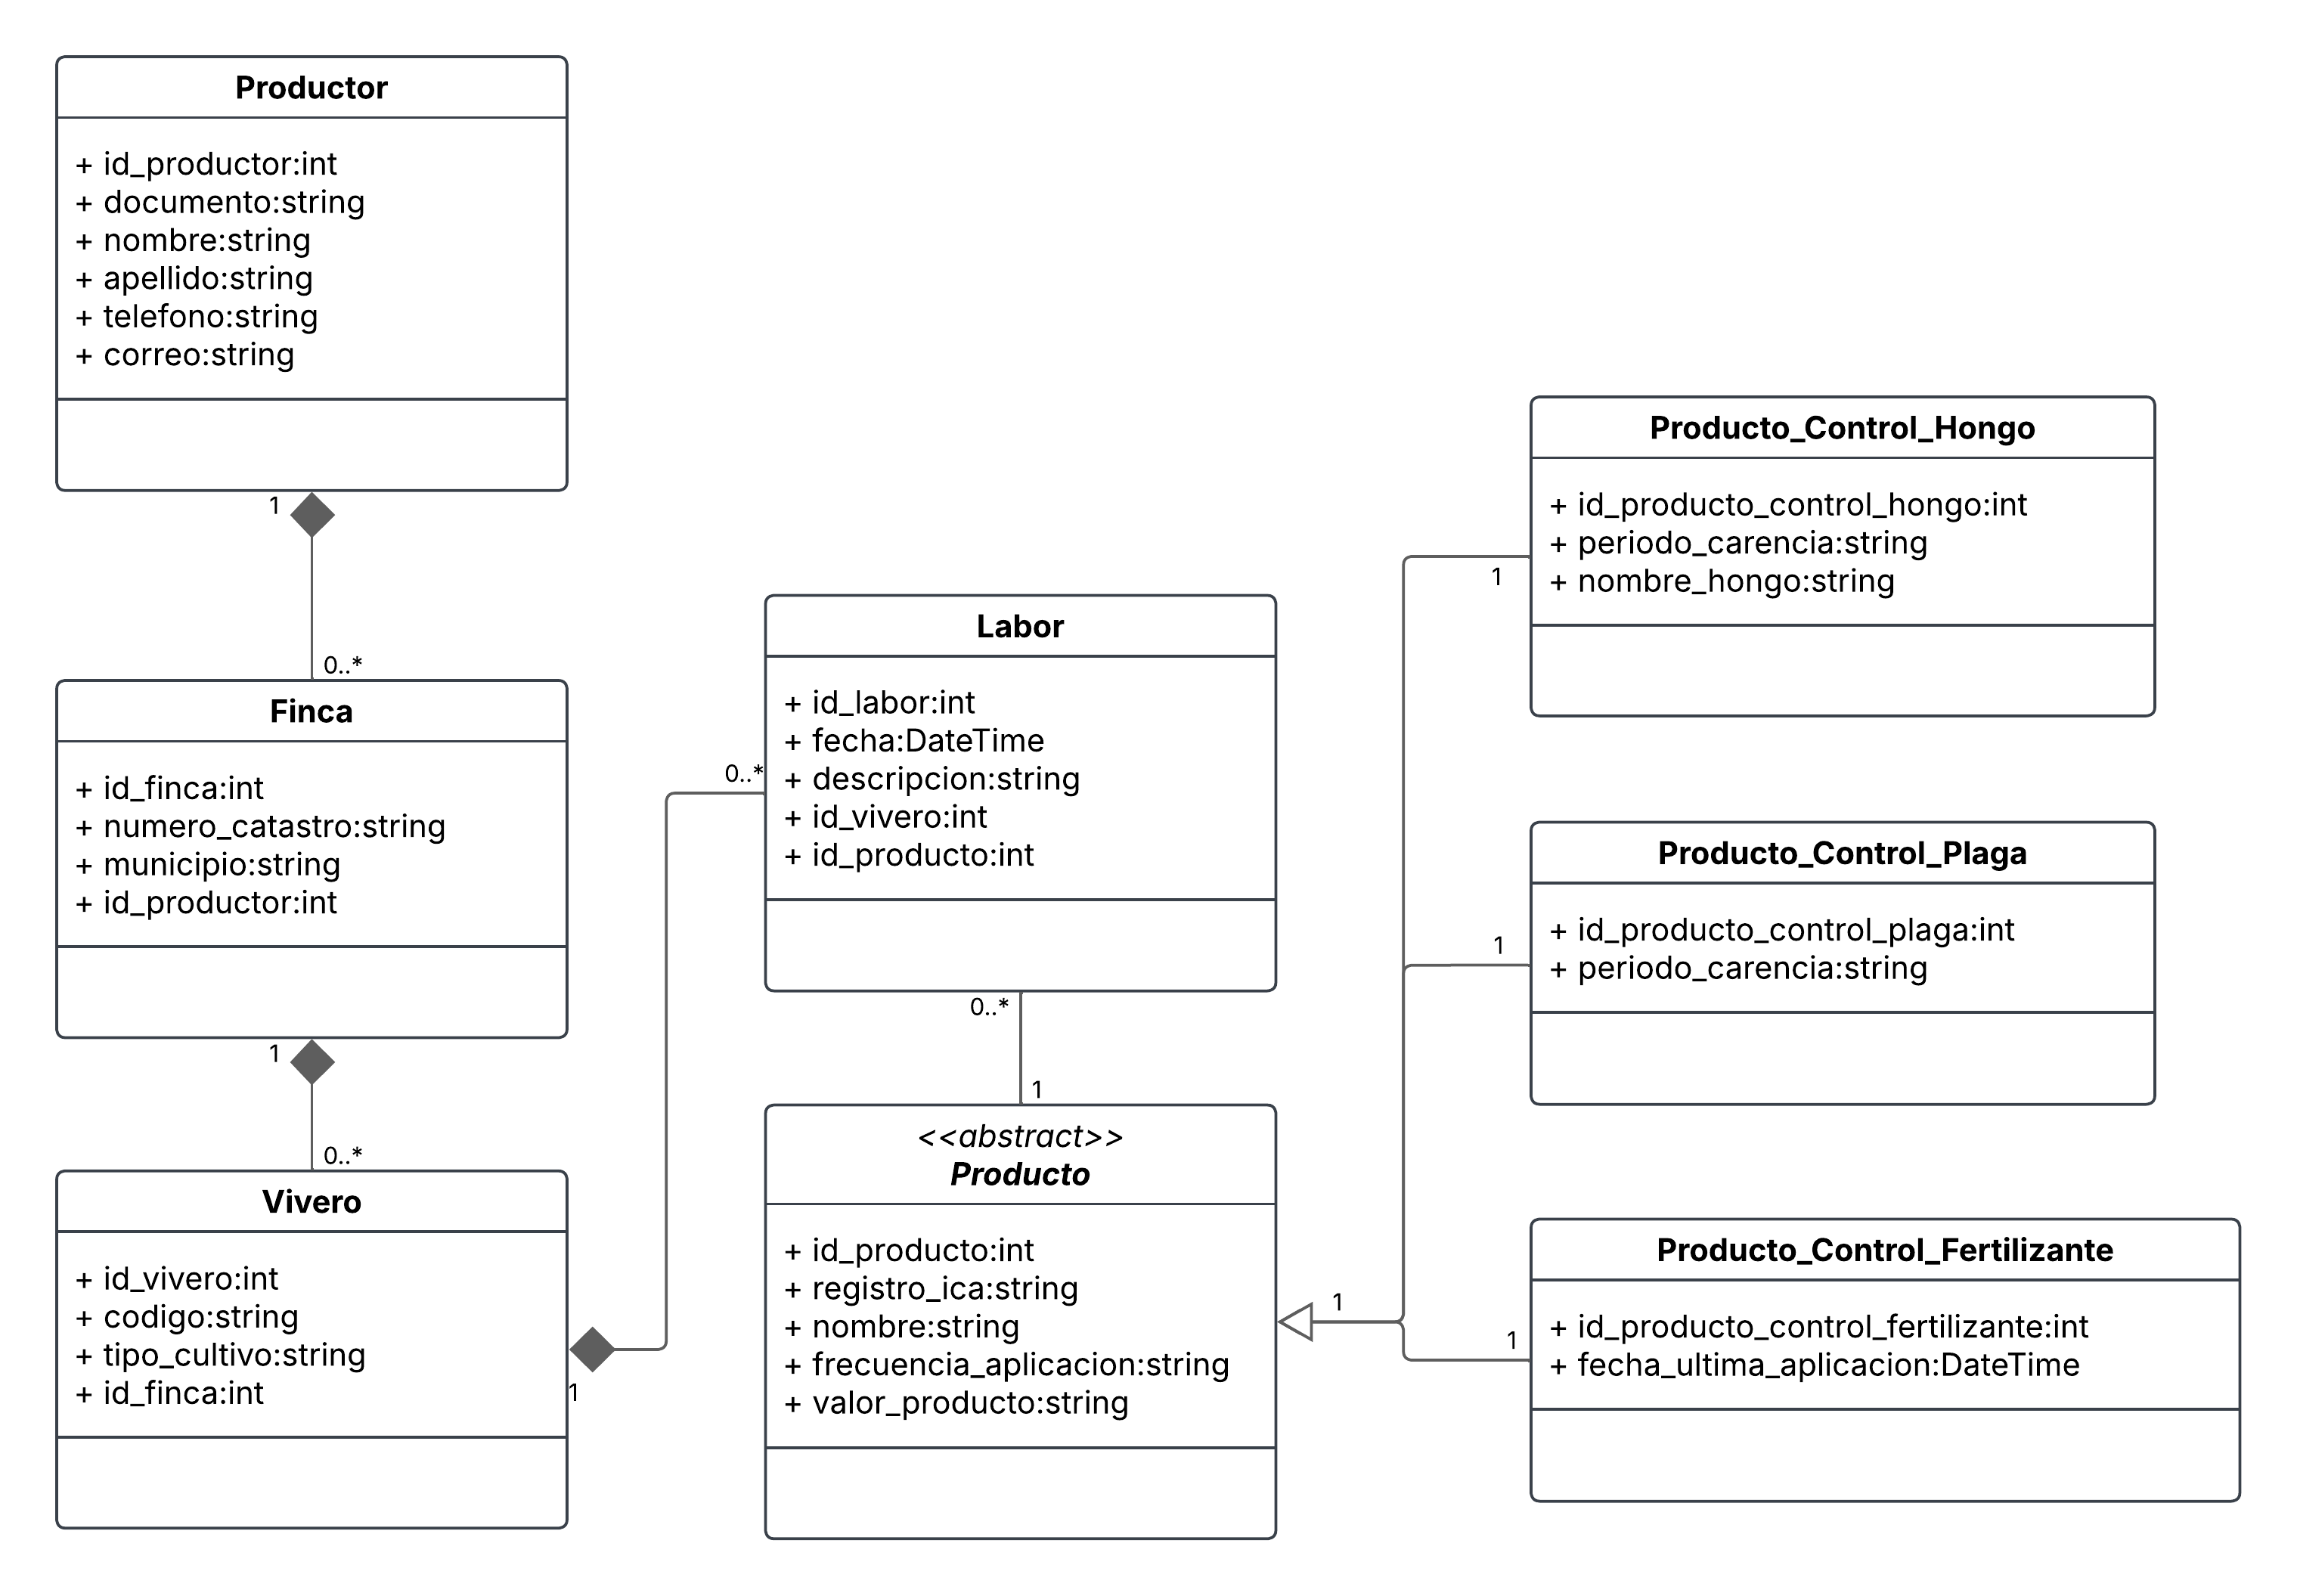 Productor
+ id_productor:int
+ documento:string
+ nombre:string
+ apellido:string
+ telefono:string
+ correo:string
1
0..*
Finca
+ id_finca:int
+ numero_catastro:string
+ municipio:string
+ id_productor:int
1
0..*
Vivero
+ id_vivero:int
+ codigo:string
+ tipo_cultivo:string
+ id_finca:int
1
0..*
Labor
+ id_labor:int
+ fecha:DateTime
+ descripcion:string
+ id_vivero:int
+ id_producto:int
0..*
1
<<abstract>>
Producto
+ id_producto:int
+ registro_ica:string
+ nombre:string
+ frecuencia_aplicacion:string
+ valor_producto:string
1
1
Producto_Control_Hongo
+ id_producto_control_hongo:int
+ periodo_carencia:string
+ nombre_hongo:string
1
Producto_Control_Plaga
+ id_producto_control_plaga:int
+ periodo_carencia:string
1
Producto_Control_Fertilizante
+ id_producto_control_fertilizante:int
+ fecha_ultima_aplicacion:DateTime